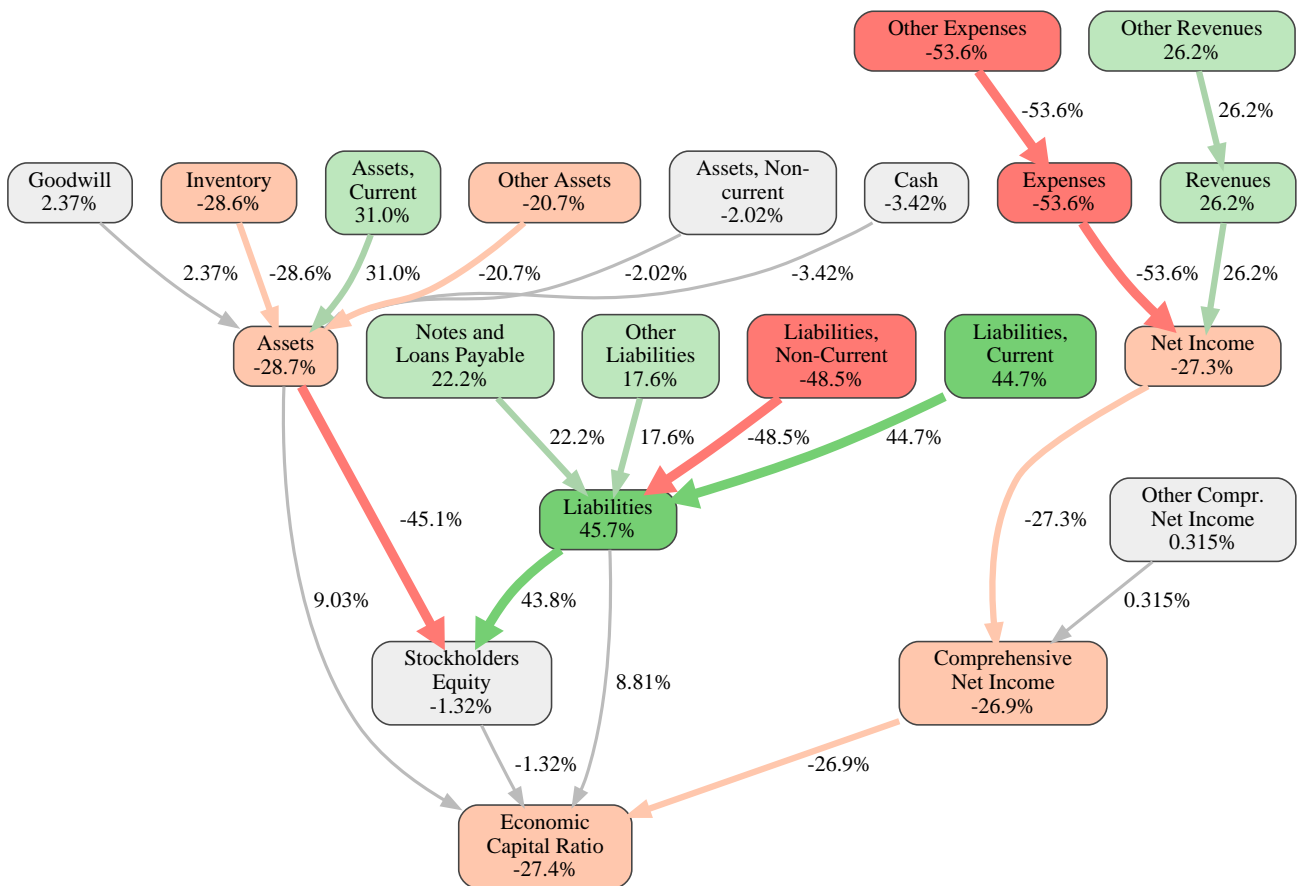 Other Expenses
-53.6%
Other Revenues
26.2%
-53.6%
26.2%
Goodwill
2.37%
Inventory
-28.6%
Assets,
Current
31.0%
Other Assets
-20.7%
Assets, Non-
current
-2.02%
Cash
-3.42%
Expenses
-53.6%
Revenues
26.2%
2.37%
-28.6%
31.0%
-20.7%
-2.02%
-3.42%
-53.6%
26.2%
Assets
-28.7%
Notes and
Loans Payable
22.2%
Other
Liabilities
17.6%
Liabilities,
Non-Current
-48.5%
Liabilities,
Current
44.7%
Net Income
-27.3%
22.2%
17.6%
-48.5%
44.7%
Liabilities
45.7%
-45.1%
-27.3%
Other Compr.
Net Income
0.315%
9.03%
43.8%
0.315%
Stockholders
Equity
-1.32%
8.81%
Comprehensive
Net Income
-26.9%
-1.32%
-26.9%
Economic
Capital Ratio
-27.4%